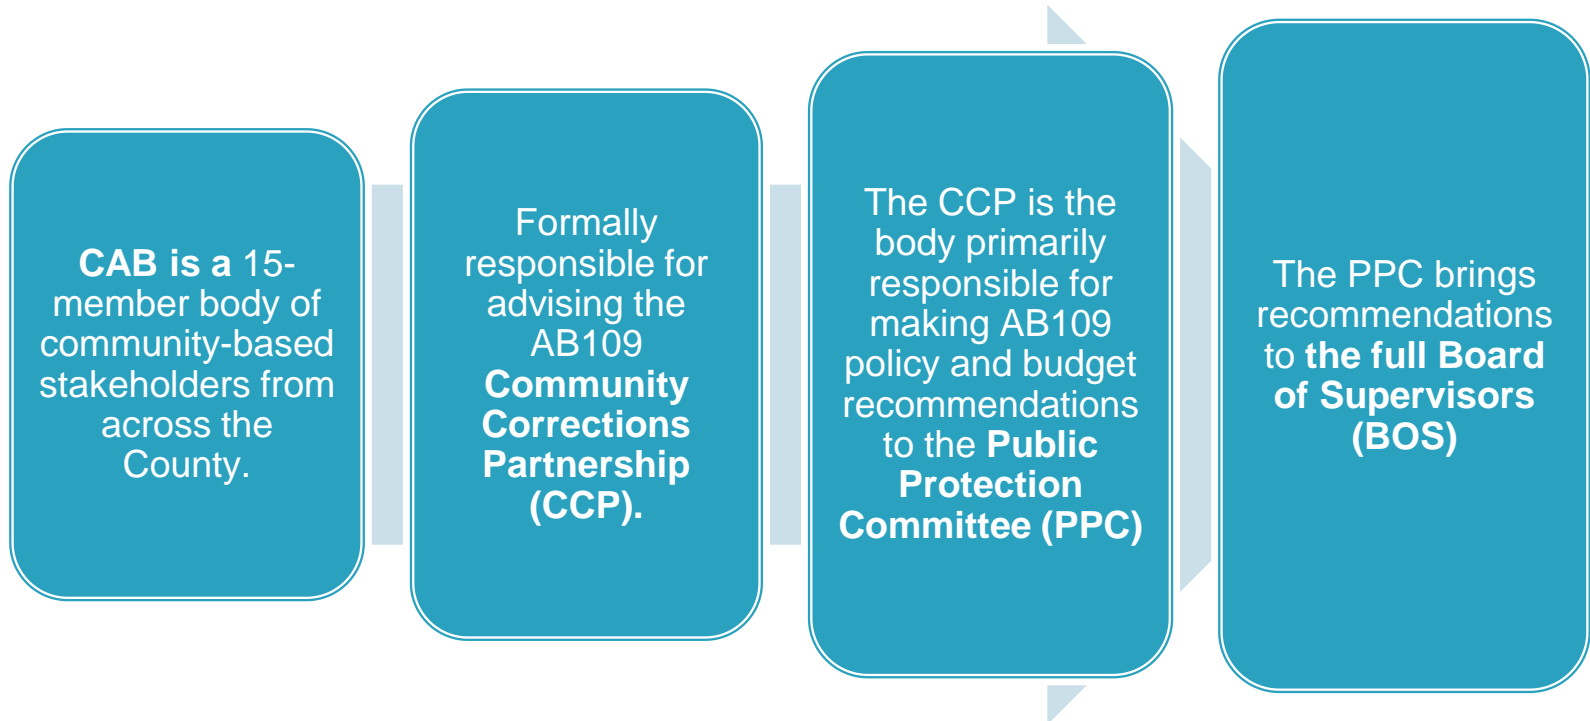 CAB is a 15-
member body of
community-based
stakeholders from
across the
County.
Formally
responsible for
advising the
AB109
Community
Corrections
Partnership
(CCP).
The CCP is the
body primarily
responsible for
making AB109
policy and budget
recommendations
to the Public
Protection
Committee (PPC)
The PPC brings
recommendations
to the full Board
of Supervisors
(BOS)